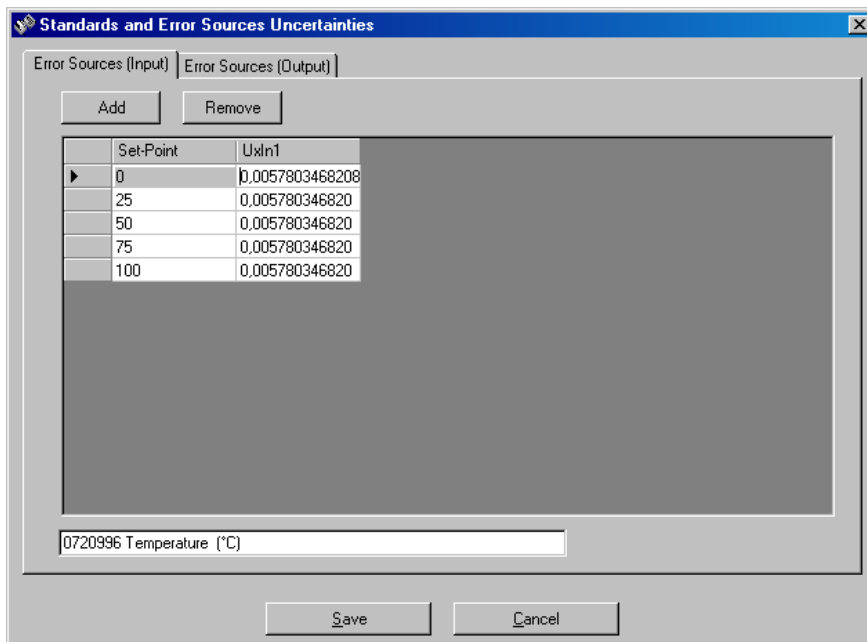 Standards and Error Sources Uncertainties
Error Sources (Input) Error Sources (Output)
Add Remove
Set-Point UxIn1
0 0,0057803468208
25 0,005780346820
50 0,005780346820
75 0,005780346820
100 0,005780346820
0720996 Temperature (°C)
Save Cancel